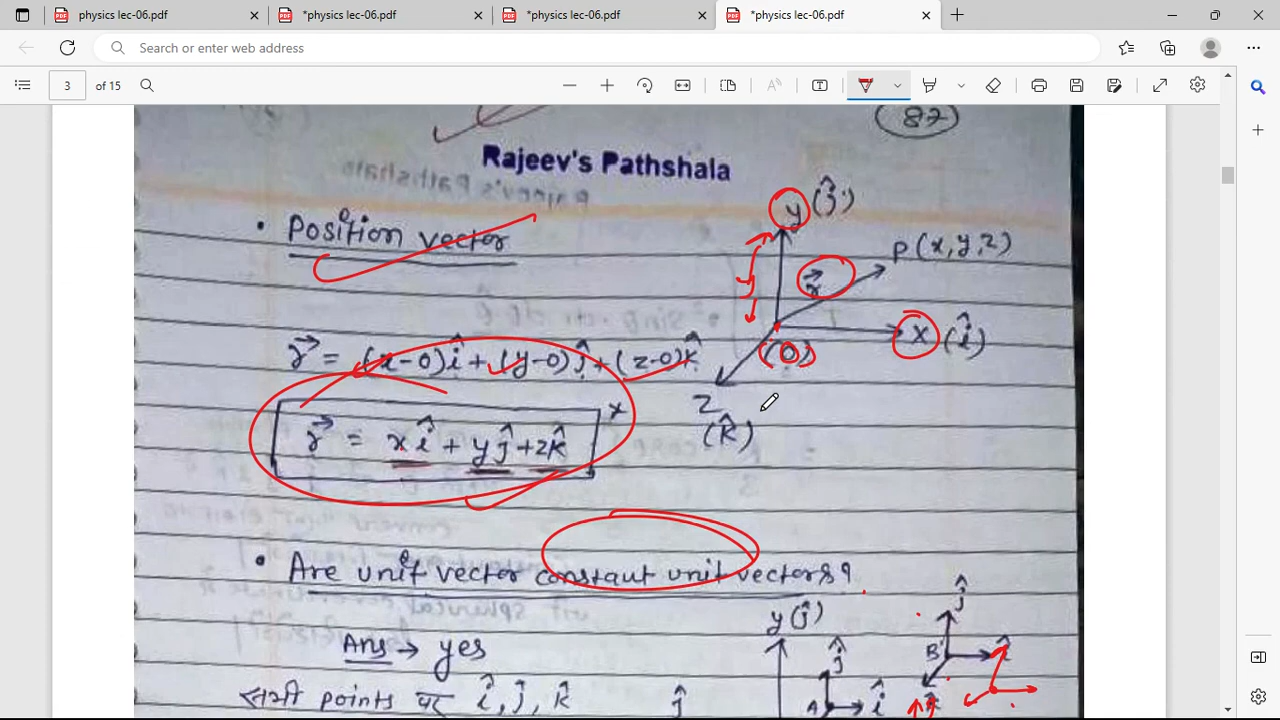 physics lec-06.pdf
*physics lec-06.pdf
*physics lec-06.pdf
*physics lec-06.pdf
Search or enter web address
3 of 15
87
Rajeev's Pathshala
• Position vector
y (ĵ)
P(x,y,z)
r⃗
x (î)
(0)
z
(k̂)
r⃗ = (x-0)î + (y-0)ĵ + (z-0)k̂
r⃗ = xî + yĵ + zk̂
• Are unit vector constant unit vectors?
Ans → yes
y(ĵ)
ĵ
B
ĵ
A
î
सभी points पर î, ĵ, k̂